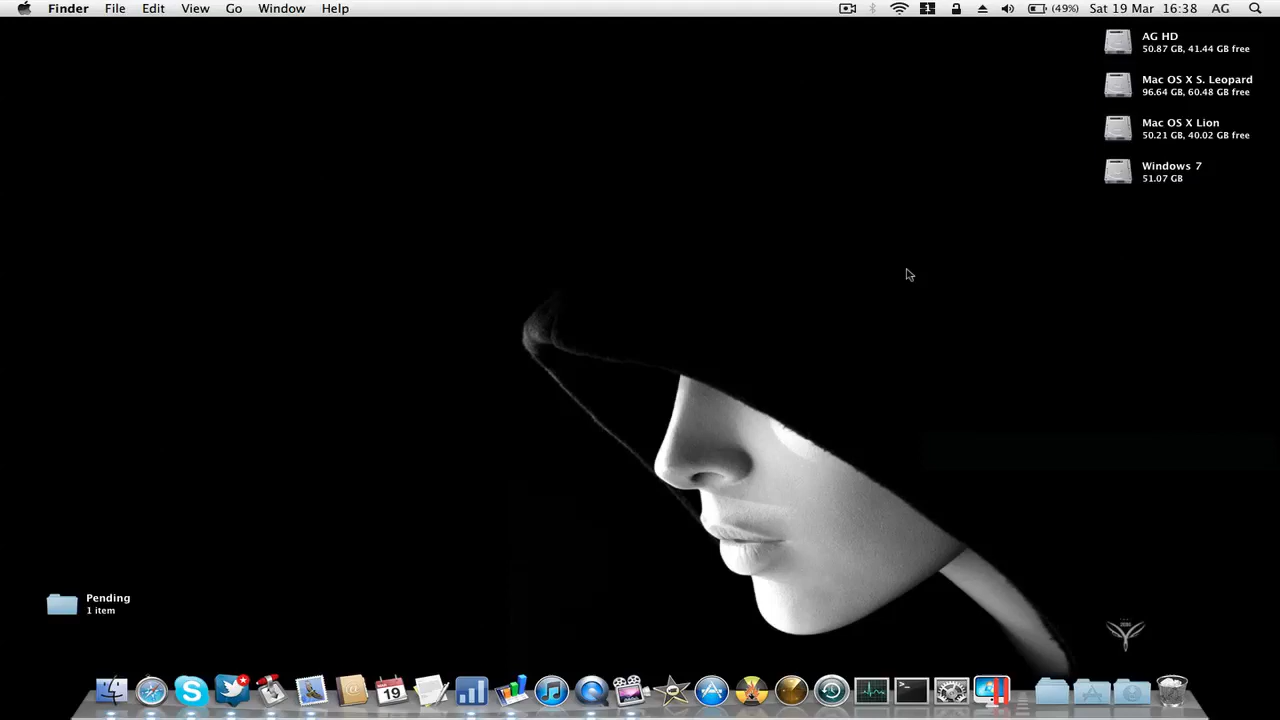 Finder File Edit View Go Window Help (49%) Sat 19 Mar 16:38 AG
AG HD
50.87 GB, 41.44 GB free
Mac OS X S. Leopard
96.64 GB, 60.48 GB free
Mac OS X Lion
50.21 GB, 40.02 GB free
Windows 7
51.07 GB
Pending
1 item
19